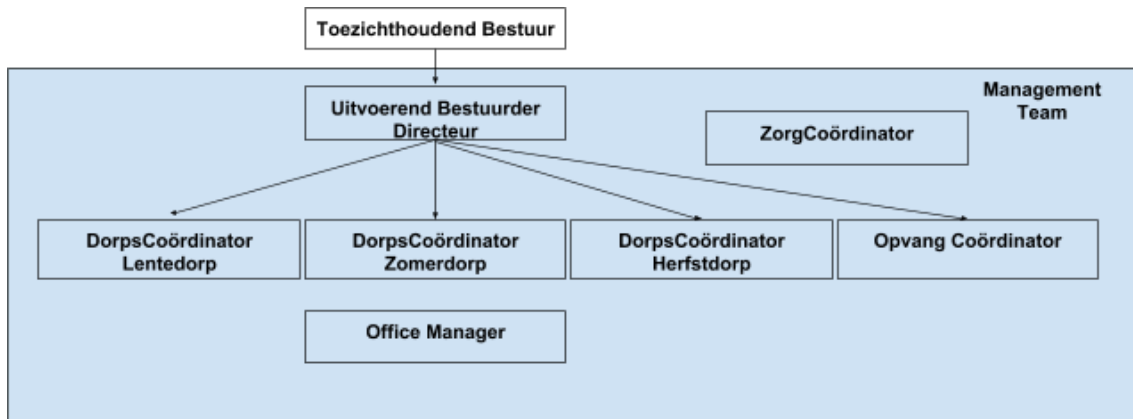 Toezichthoudend Bestuur
Management
Team
Uitvoerend Bestuurder
Directeur
ZorgCoördinator
DorpsCoördinator
Lentedorp
DorpsCoördinator
Zomerdorp
DorpsCoördinator
Herfstdorp
Opvang Coördinator
Office Manager